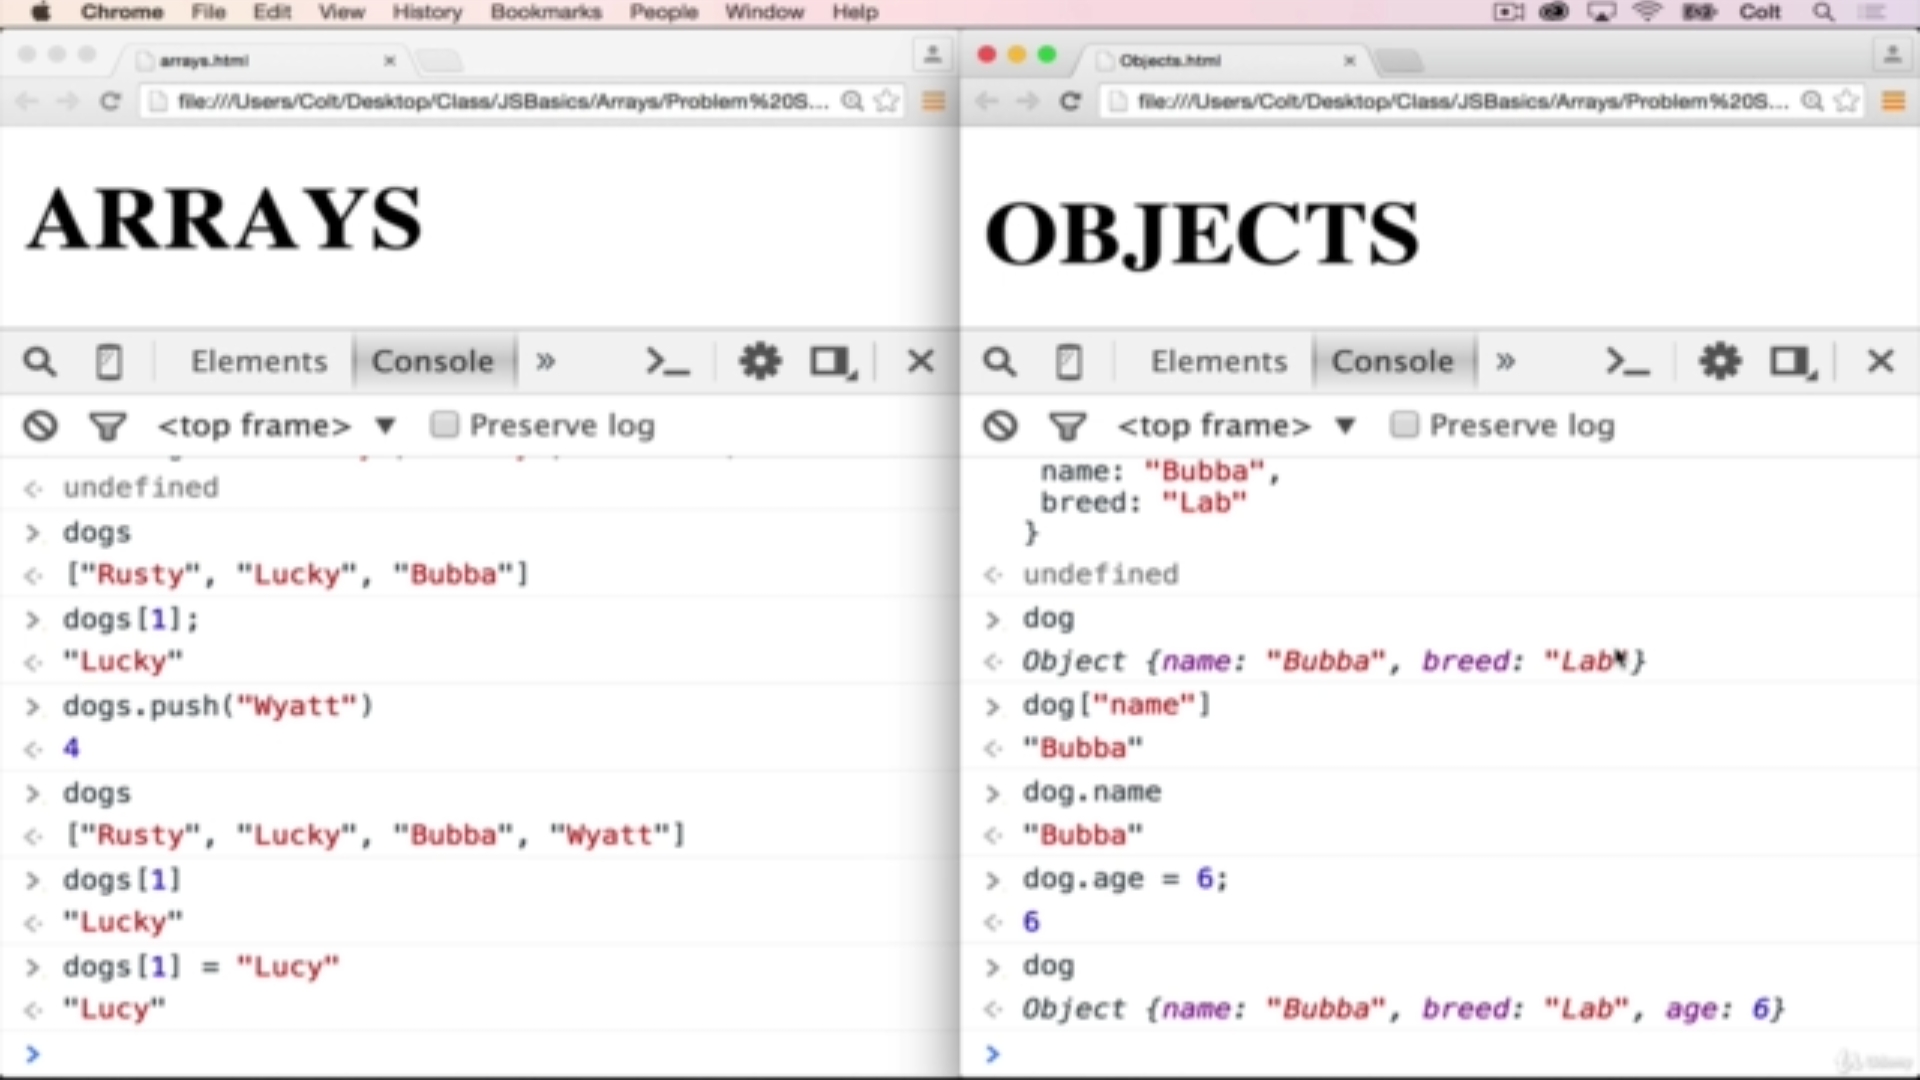 Chrome File Edit View History Bookmarks People Window Help Colt
arrays.html
file:///Users/Colt/Desktop/Class/JSBasics/Arrays/Problem%20S...
ARRAYS
Elements Console »
<top frame> ▼ Preserve log
undefined
> dogs
["Rusty", "Lucky", "Bubba"]
> dogs[1];
"Lucky"
> dogs.push("Wyatt")
4
> dogs
["Rusty", "Lucky", "Bubba", "Wyatt"]
> dogs[1]
"Lucky"
> dogs[1] = "Lucy"
"Lucy"
>
Objects.html
file:///Users/Colt/Desktop/Class/JSBasics/Arrays/Problem%20S...
OBJECTS
Elements Console »
<top frame> ▼ Preserve log
name: "Bubba",
breed: "Lab"
}
undefined
> dog
Object {name: "Bubba", breed: "Lab"}
> dog["name"]
"Bubba"
> dog.name
"Bubba"
> dog.age = 6;
6
> dog
Object {name: "Bubba", breed: "Lab", age: 6}
>